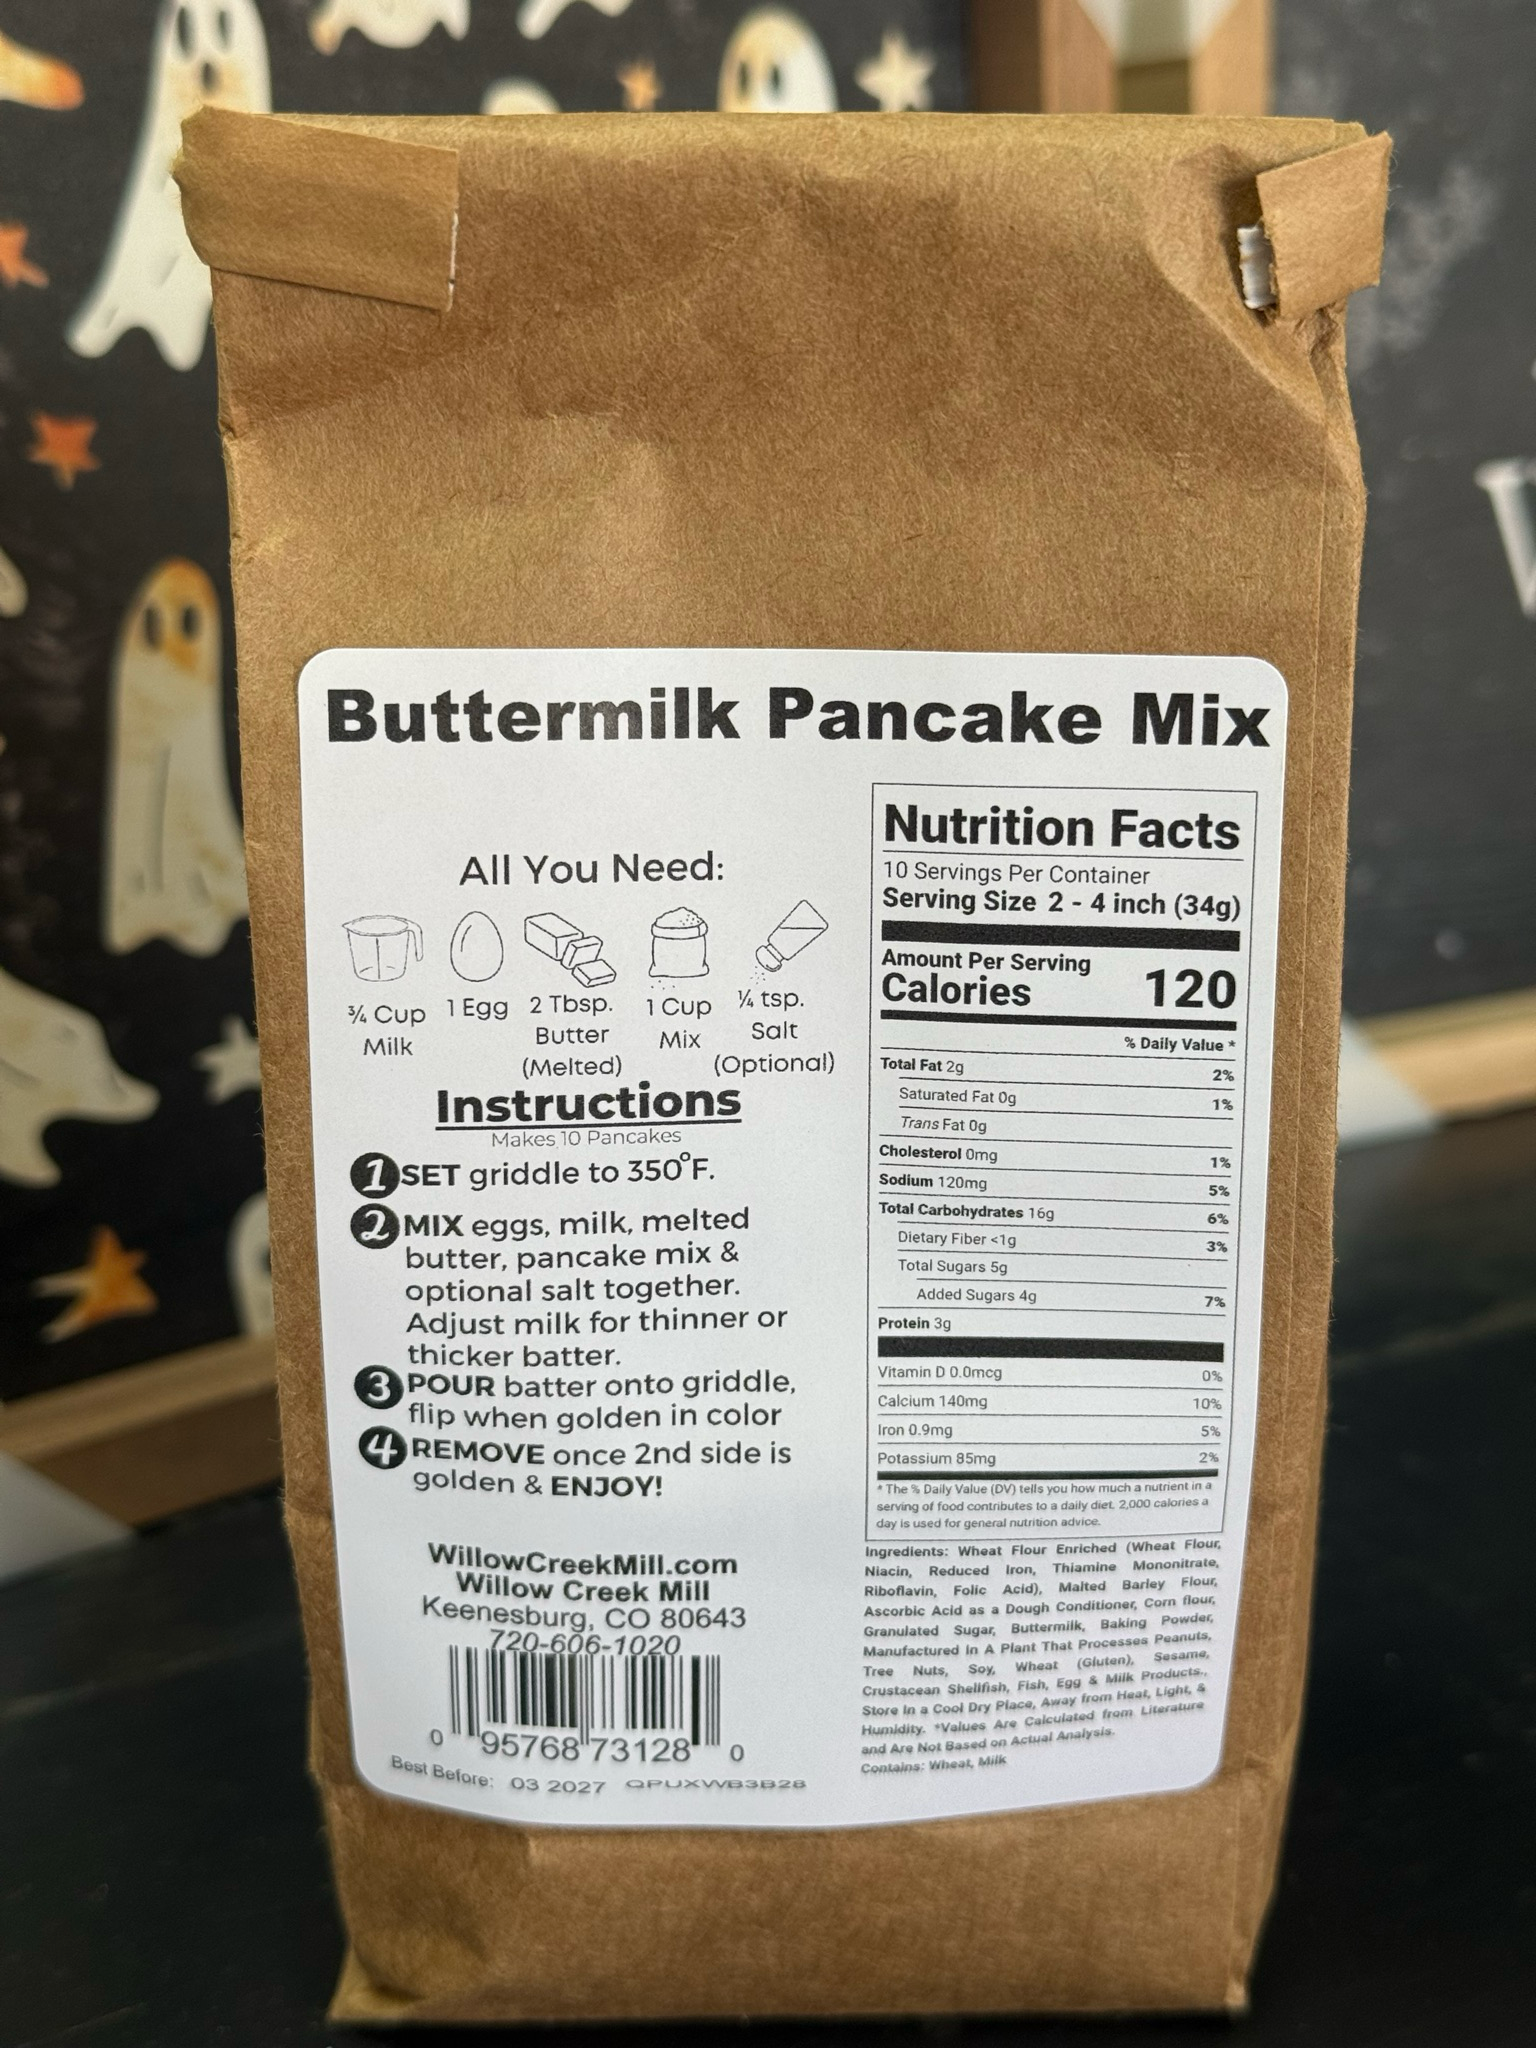 Buttermilk Pancake Mix
All You Need:
¾ Cup
Milk
1 Egg
2 Tbsp.
Butter
(Melted)
1 Cup
Mix
¼ tsp.
Salt
(Optional)
Instructions
Makes 10 Pancakes
1 SET griddle to 350°F.
2 MIX eggs, milk, melted
butter, pancake mix &
optional salt together.
Adjust milk for thinner or
thicker batter.
3 POUR batter onto griddle,
flip when golden in color
4 REMOVE once 2nd side is
golden & ENJOY!
WillowCreekMill.com
Willow Creek Mill
Keenesburg, CO 80643
720-606-1020
0 95768 73128 0
Best Before: 03 2027 QPUXWB3B28
Nutrition Facts
10 Servings Per Container
Serving Size 2 - 4 inch (34g)
Amount Per Serving
Calories 120
% Daily Value *
Total Fat 2g 2%
Saturated Fat 0g 1%
Trans Fat 0g
Cholesterol 0mg 1%
Sodium 120mg 5%
Total Carbohydrates 16g 6%
Dietary Fiber <1g 3%
Total Sugars 5g
Added Sugars 4g 7%
Protein 3g
Vitamin D 0.0mcg 0%
Calcium 140mg 10%
Iron 0.9mg 5%
Potassium 85mg 2%
* The % Daily Value (DV) tells you how much a nutrient in a
serving of food contributes to a daily diet. 2,000 calories a
day is used for general nutrition advice.
Ingredients: Wheat Flour Enriched (Wheat Flour,
Niacin, Reduced Iron, Thiamine Mononitrate,
Riboflavin, Folic Acid), Malted Barley Flour,
Ascorbic Acid as a Dough Conditioner, Corn flour,
Granulated Sugar, Buttermilk, Baking Powder,
Manufactured In A Plant That Processes Peanuts,
Tree Nuts, Soy, Wheat (Gluten), Sesame,
Crustacean Shellfish, Fish, Egg & Milk Products.,
Store In a Cool Dry Place, Away from Heat, Light, &
Humidity. *Values Are Calculated from Literature
and Are Not Based on Actual Analysis.
Contains: Wheat, Milk